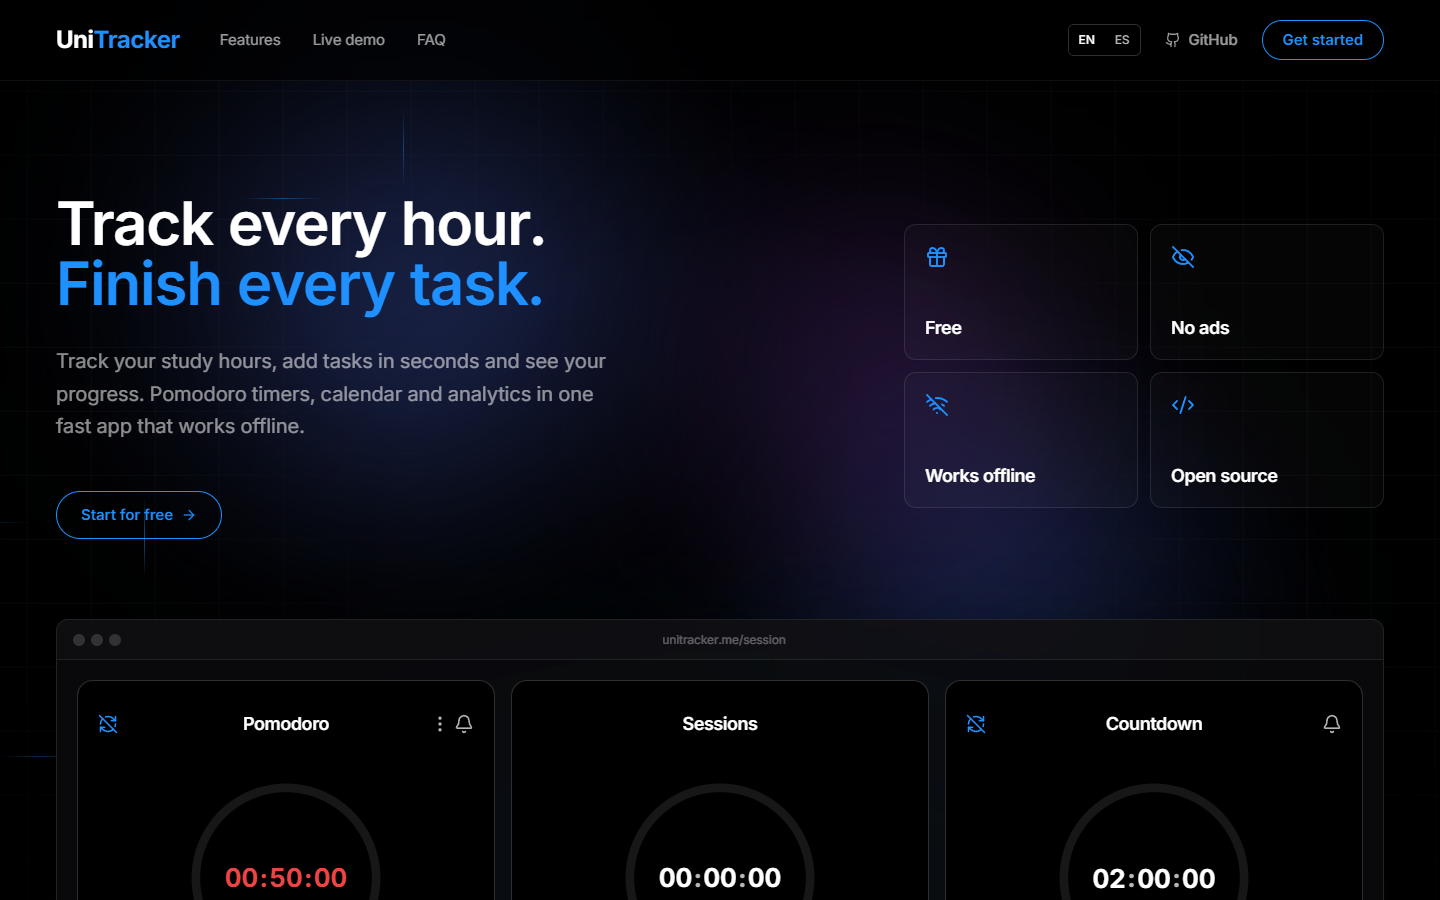 UniTracker
Features
Live demo
FAQ
EN
ES
GitHub
Get started
Track every hour.
Finish every task.
Track your study hours, add tasks in seconds and see your
progress. Pomodoro timers, calendar and analytics in one
fast app that works offline.
Start for free
Free
No ads
Works offline
Open source
unitracker.me/session
Pomodoro
Sessions
Countdown
00:50:00
00:00:00
02:00:00